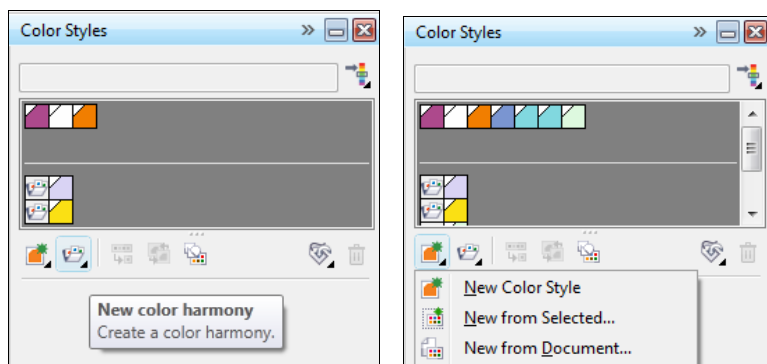 Color Styles
New color harmony
Create a color harmony.
Color Styles
New Color Style
New from Selected...
New from Document...